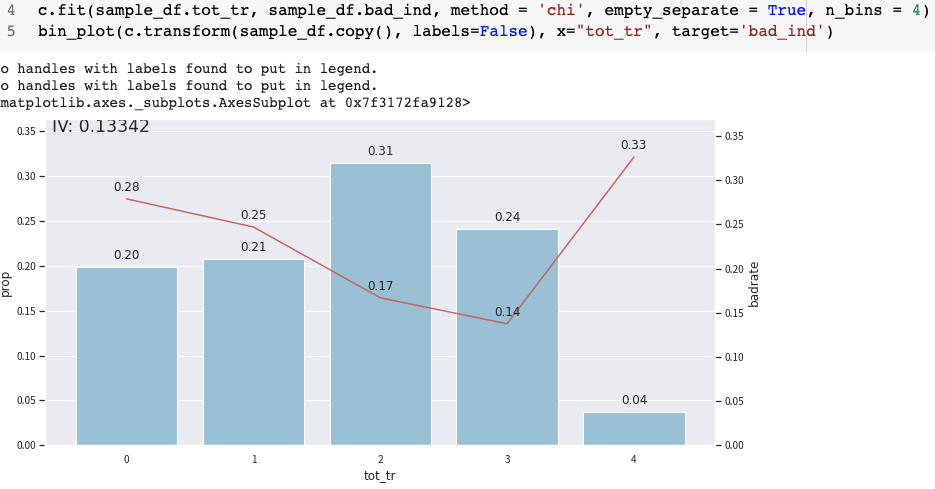 4 c.fit(sample_df.tot_tr, sample_df.bad_ind, method = 'chi', empty_separate = True, n_bins = 4)
5 bin_plot(c.transform(sample_df.copy(), labels=False), x="tot_tr", target='bad_ind')
o handles with labels found to put in legend.
o handles with labels found to put in legend.
matplotlib.axes._subplots.AxesSubplot at 0x7f3172fa9128>
IV: 0.13342
0.35
0.30
0.25
0.20
0.15
0.10
0.05
0.00
prop
0.28
0.25
0.17
0.14
0.33
0.20
0.21
0.31
0.24
0.04
0.35
0.30
0.25
0.20
0.15
0.10
0.05
0.00
badrate
0 1 2 3 4
tot_tr